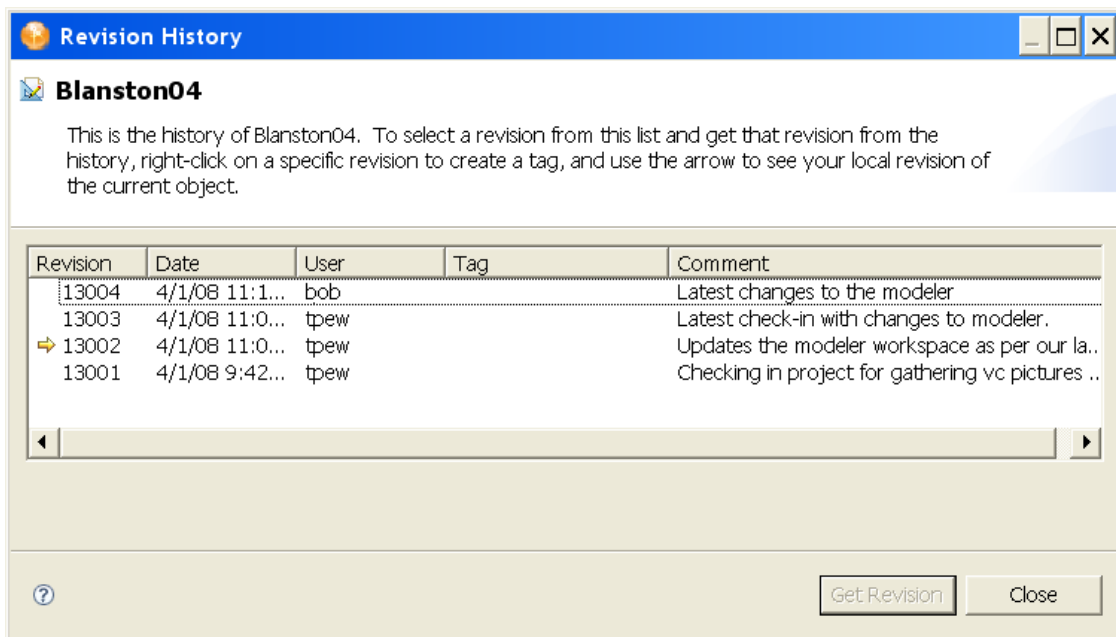 Revision History
Blanston04
This is the history of Blanston04. To select a revision from this list and get that revision from the
history, right-click on a specific revision to create a tag, and use the arrow to see your local revision of
the current object.
Revision Date User Tag Comment
13004 4/1/08 11:1... bob Latest changes to the modeler
13003 4/1/08 11:0... tpew Latest check-in with changes to modeler.
13002 4/1/08 11:0... tpew Updates the modeler workspace as per our la..
13001 4/1/08 9:42... tpew Checking in project for gathering vc pictures ..
Get Revision Close